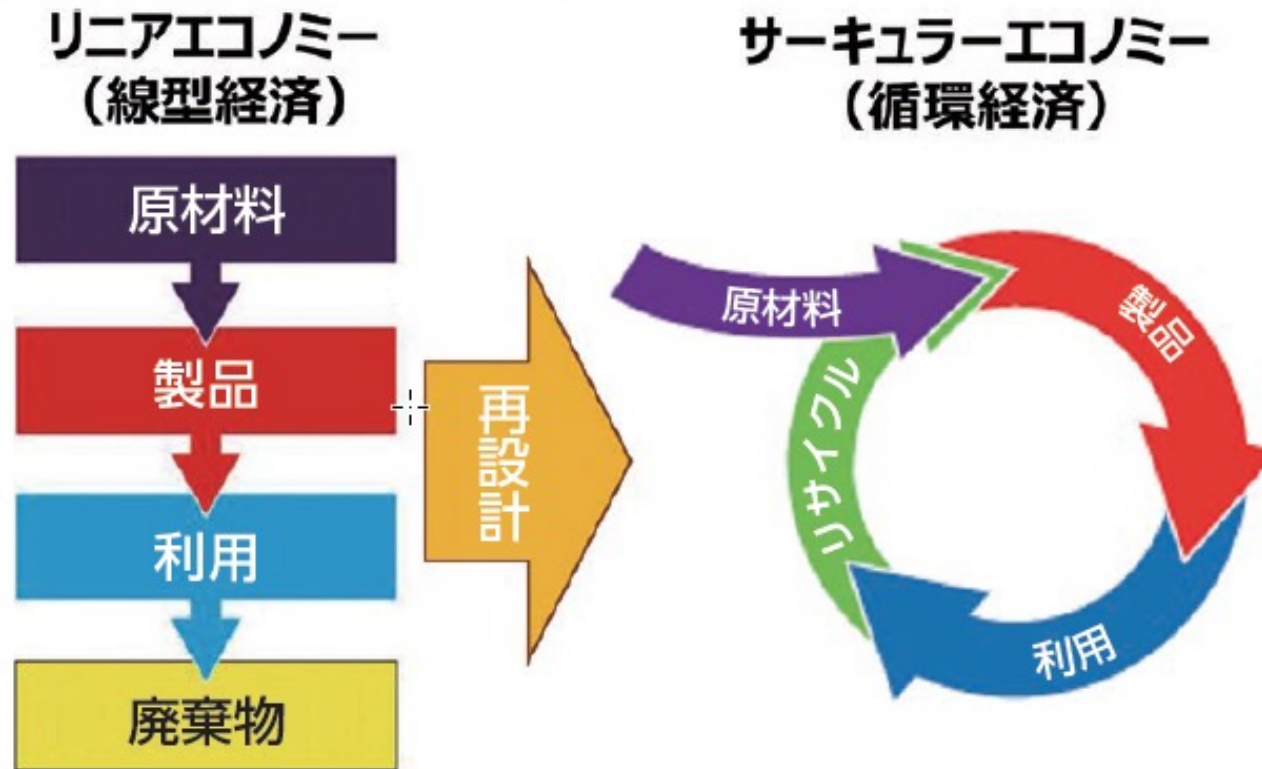 リニアエコノミー
（線型経済）
原材料
製品
利用
廃棄物
再設計
サーキュラーエコノミー
（循環経済）
原材料
製品
利用
リサイクル